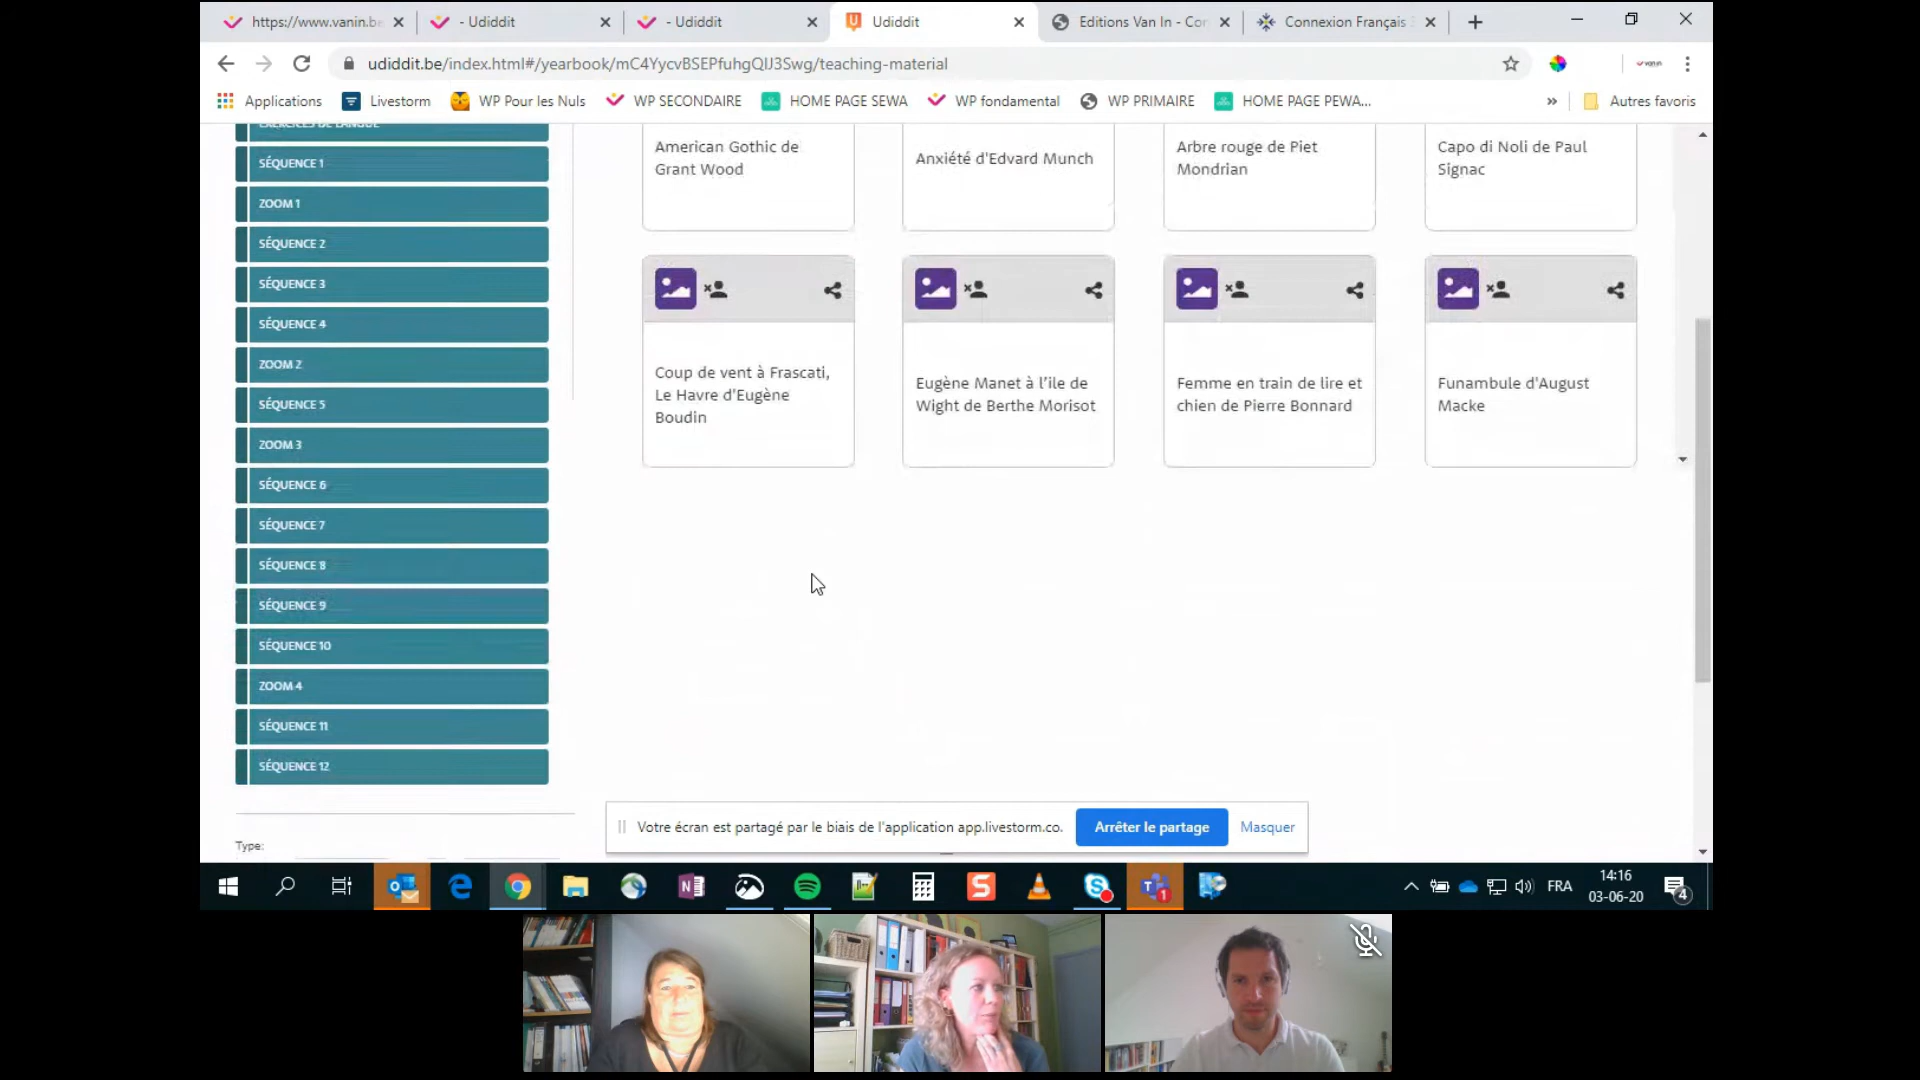 https://www.vanin.be
- Udiddit
- Udiddit
Udiddit
Editions Van In - Cor
Connexion Français
udiddit.be/index.html#/yearbook/mC4YycvBSEPfuhgQIJ3Swg/teaching-material
Applications
Livestorm
WP Pour les Nuls
WP SECONDAIRE
HOME PAGE SEWA
WP fondamental
WP PRIMAIRE
HOME PAGE PEWA...
»
Autres favoris
EXERCICES DE LANGUE
SÉQUENCE 1
ZOOM 1
SÉQUENCE 2
SÉQUENCE 3
SÉQUENCE 4
ZOOM 2
SÉQUENCE 5
ZOOM 3
SÉQUENCE 6
SÉQUENCE 7
SÉQUENCE 8
SÉQUENCE 9
SÉQUENCE 10
ZOOM 4
SÉQUENCE 11
SÉQUENCE 12
Type:
American Gothic de
Grant Wood
Anxiété d'Edvard Munch
Arbre rouge de Piet
Mondrian
Capo di Noli de Paul
Signac
Coup de vent à Frascati,
Le Havre d'Eugène
Boudin
Eugène Manet à l’ile de
Wight de Berthe Morisot
Femme en train de lire et
chien de Pierre Bonnard
Funambule d'August
Macke
Votre écran est partagé par le biais de l'application app.livestorm.co.
Arrêter le partage
Masquer
FRA
14:16
03-06-20
4